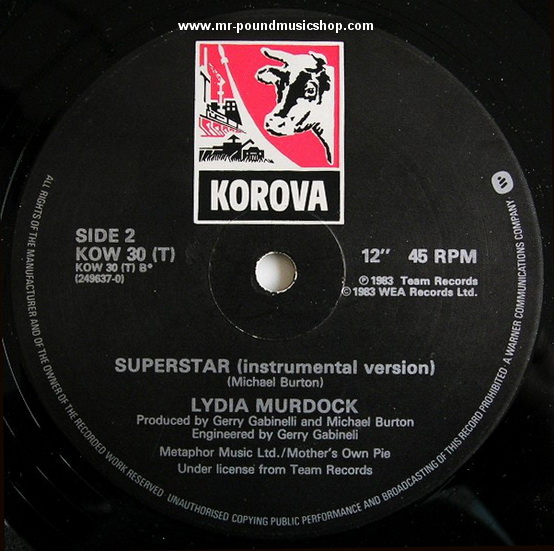 www.mr-poundmusicshop.com
KOROVA
SIDE 2
KOW 30 (T)
KOW 30 (T) B*
(249637-0)
12" 45 RPM
℗ 1983 Team Records
© 1983 WEA Records Ltd.
SUPERSTAR (instrumental version)
(Michael Burton)
LYDIA MURDOCK
Produced by Gerry Gabinelli and Michael Burton
Engineered by Gerry Gabineli
Metaphor Music Ltd./Mother's Own Pie
Under license from Team Records
ALL RIGHTS OF THE MANUFACTURER AND OF THE OWNER OF THE RECORDED WORK RESERVED UNAUTHORISED COPYING PUBLIC PERFORMANCE AND BROADCASTING OF THIS RECORD PROHIBITED A WARNER COMMUNICATIONS COMPANY